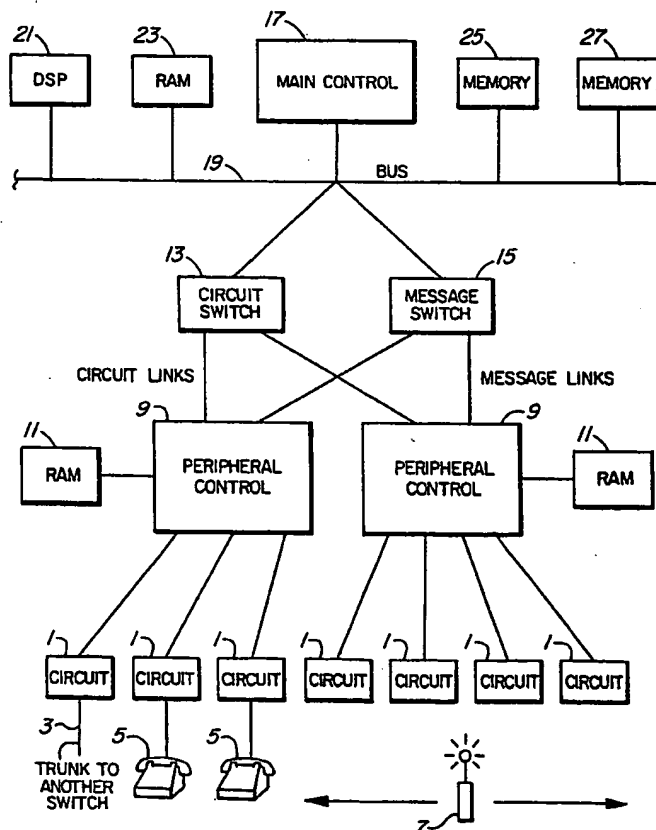 21
23
17
25
27
DSP
RAM
MAIN CONTROL
MEMORY
MEMORY
19
BUS
13
15
CIRCUIT
SWITCH
MESSAGE
SWITCH
CIRCUIT LINKS
MESSAGE LINKS
9
9
11
11
RAM
PERIPHERAL
CONTROL
PERIPHERAL
CONTROL
RAM
1
1
1
1
1
1
1
CIRCUIT
CIRCUIT
CIRCUIT
CIRCUIT
CIRCUIT
CIRCUIT
CIRCUIT
3
5
5
TRUNK TO
ANOTHER
SWITCH
7